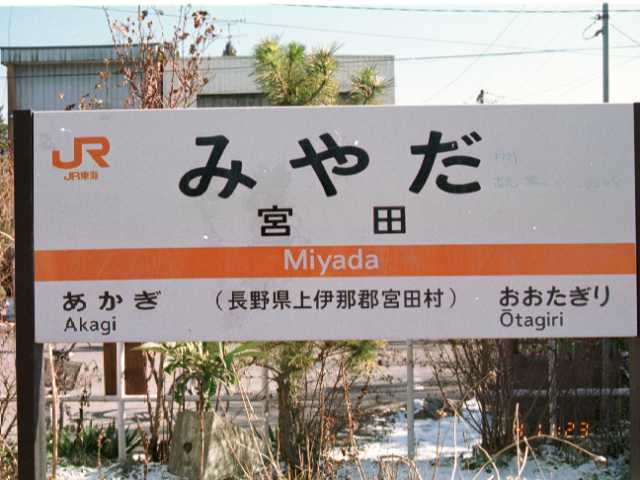 JR
JR東海
みやだ
宮田
Miyada
あかぎ
Akagi
（長野県上伊那郡宮田村）
おおたぎり
Ōtagiri